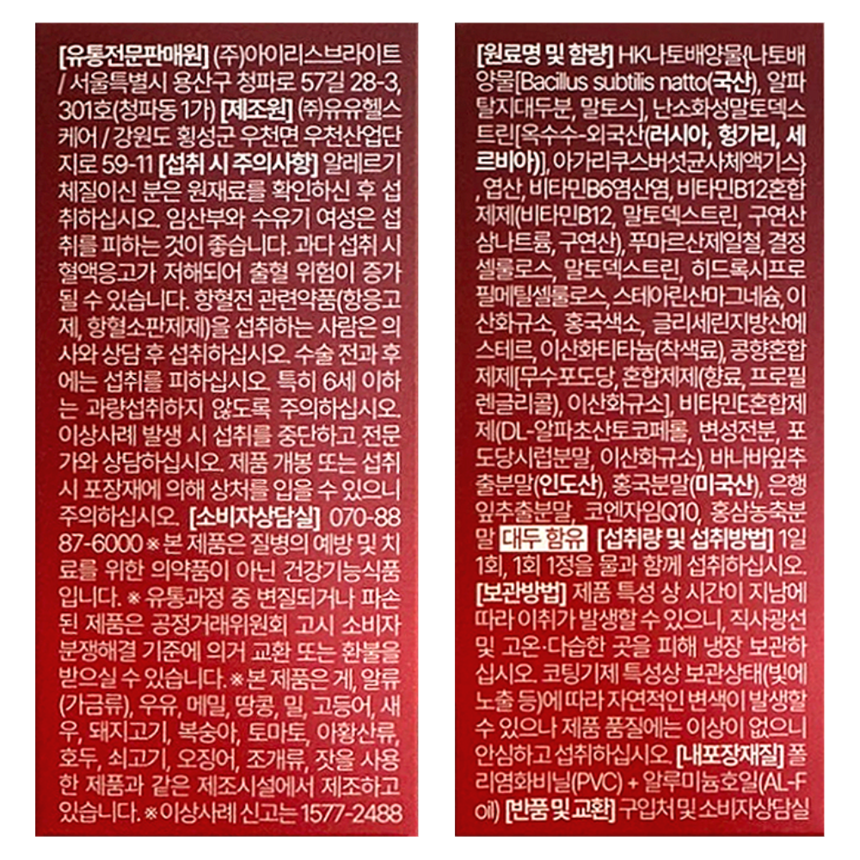 [유통전문판매원] (주)아이리스브라이트
/ 서울특별시 용산구 청파로 57길 28-3,
301호(청파동 1가) [제조원] ㈜유유헬스
케어 / 강원도 횡성군 우천면 우천산업단
지로 59-11 [섭취 시 주의사항] 알레르기
체질이신 분은 원재료를 확인하신 후 섭
취하십시오. 임산부와 수유기 여성은 섭
취를 피하는 것이 좋습니다. 과다 섭취 시
혈액응고가 저해되어 출혈 위험이 증가
될 수 있습니다. 항혈전 관련약품(항응고
제, 항혈소판제제)을 섭취하는 사람은 의
사와 상담 후 섭취하십시오. 수술 전과 후
에는 섭취를 피하십시오. 특히 6세 이하
는 과량섭취하지 않도록 주의하십시오.
이상사례 발생 시 섭취를 중단하고 전문
가와 상담하십시오. 제품 개봉 또는 섭취
시 포장재에 의해 상처를 입을 수 있으니
주의하십시오. [소비자상담실] 070-88
87-6000 ※ 본 제품은 질병의 예방 및 치
료를 위한 의약품이 아닌 건강기능식품
입니다. ※ 유통과정 중 변질되거나 파손
된 제품은 공정거래위원회 고시 소비자
분쟁해결 기준에 의거 교환 또는 환불을
받으실 수 있습니다. ※ 본 제품은 게, 알류
(가금류), 우유, 메밀, 땅콩, 밀, 고등어, 새
우, 돼지고기, 복숭아, 토마토, 아황산류,
호두, 쇠고기, 오징어, 조개류, 잣을 사용
한 제품과 같은 제조시설에서 제조하고
있습니다. ※ 이상사례 신고는 1577-2488
[원료명 및 함량] HK나토배양물{나토배
양물[Bacillus subtilis natto(국산), 알파
탈지대두분, 말토스], 난소화성말토덱스
트린[옥수수-외국산(러시아, 헝가리, 세
르비아)], 아가리쿠스버섯균사체엑기스}
, 엽산, 비타민B6염산염, 비타민B12혼합
제제(비타민B12, 말토덱스트린, 구연산
삼나트륨, 구연산), 푸마르산제일철, 결정
셀룰로스, 말토덱스트린, 히드록시프로
필메틸셀룰로스, 스테아린산마그네슘, 이
산화규소, 홍국색소, 글리세린지방산에
스테르, 이산화티타늄(착색료), 콩향혼합
제제[무수포도당, 혼합제제(향료, 프로필
렌글리콜), 이산화규소], 비타민E혼합제
제(DL-알파초산토코페롤, 변성전분, 포
도당시럽분말, 이산화규소), 바나바잎추
출분말(인도산), 홍국분말(미국산), 은행
잎추출분말, 코엔자임Q10, 홍삼농축분
말 대두 함유 [섭취량 및 섭취방법] 1일
1회, 1회 1정을 물과 함께 섭취하십시오.
[보관방법] 제품 특성 상 시간이 지남에
따라 이취가 발생할 수 있으니, 직사광선
및 고온·다습한 곳을 피해 냉장 보관하
십시오. 코팅기제 특성상 보관상태(빛에
노출 등)에 따라 자연적인 변색이 발생할
수 있으나 제품 품질에는 이상이 없으니
안심하고 섭취하십시오. [내포장재질] 폴
리염화비닐(PVC) + 알루미늄호일(AL-F
oil) [반품 및 교환] 구입처 및 소비자상담실